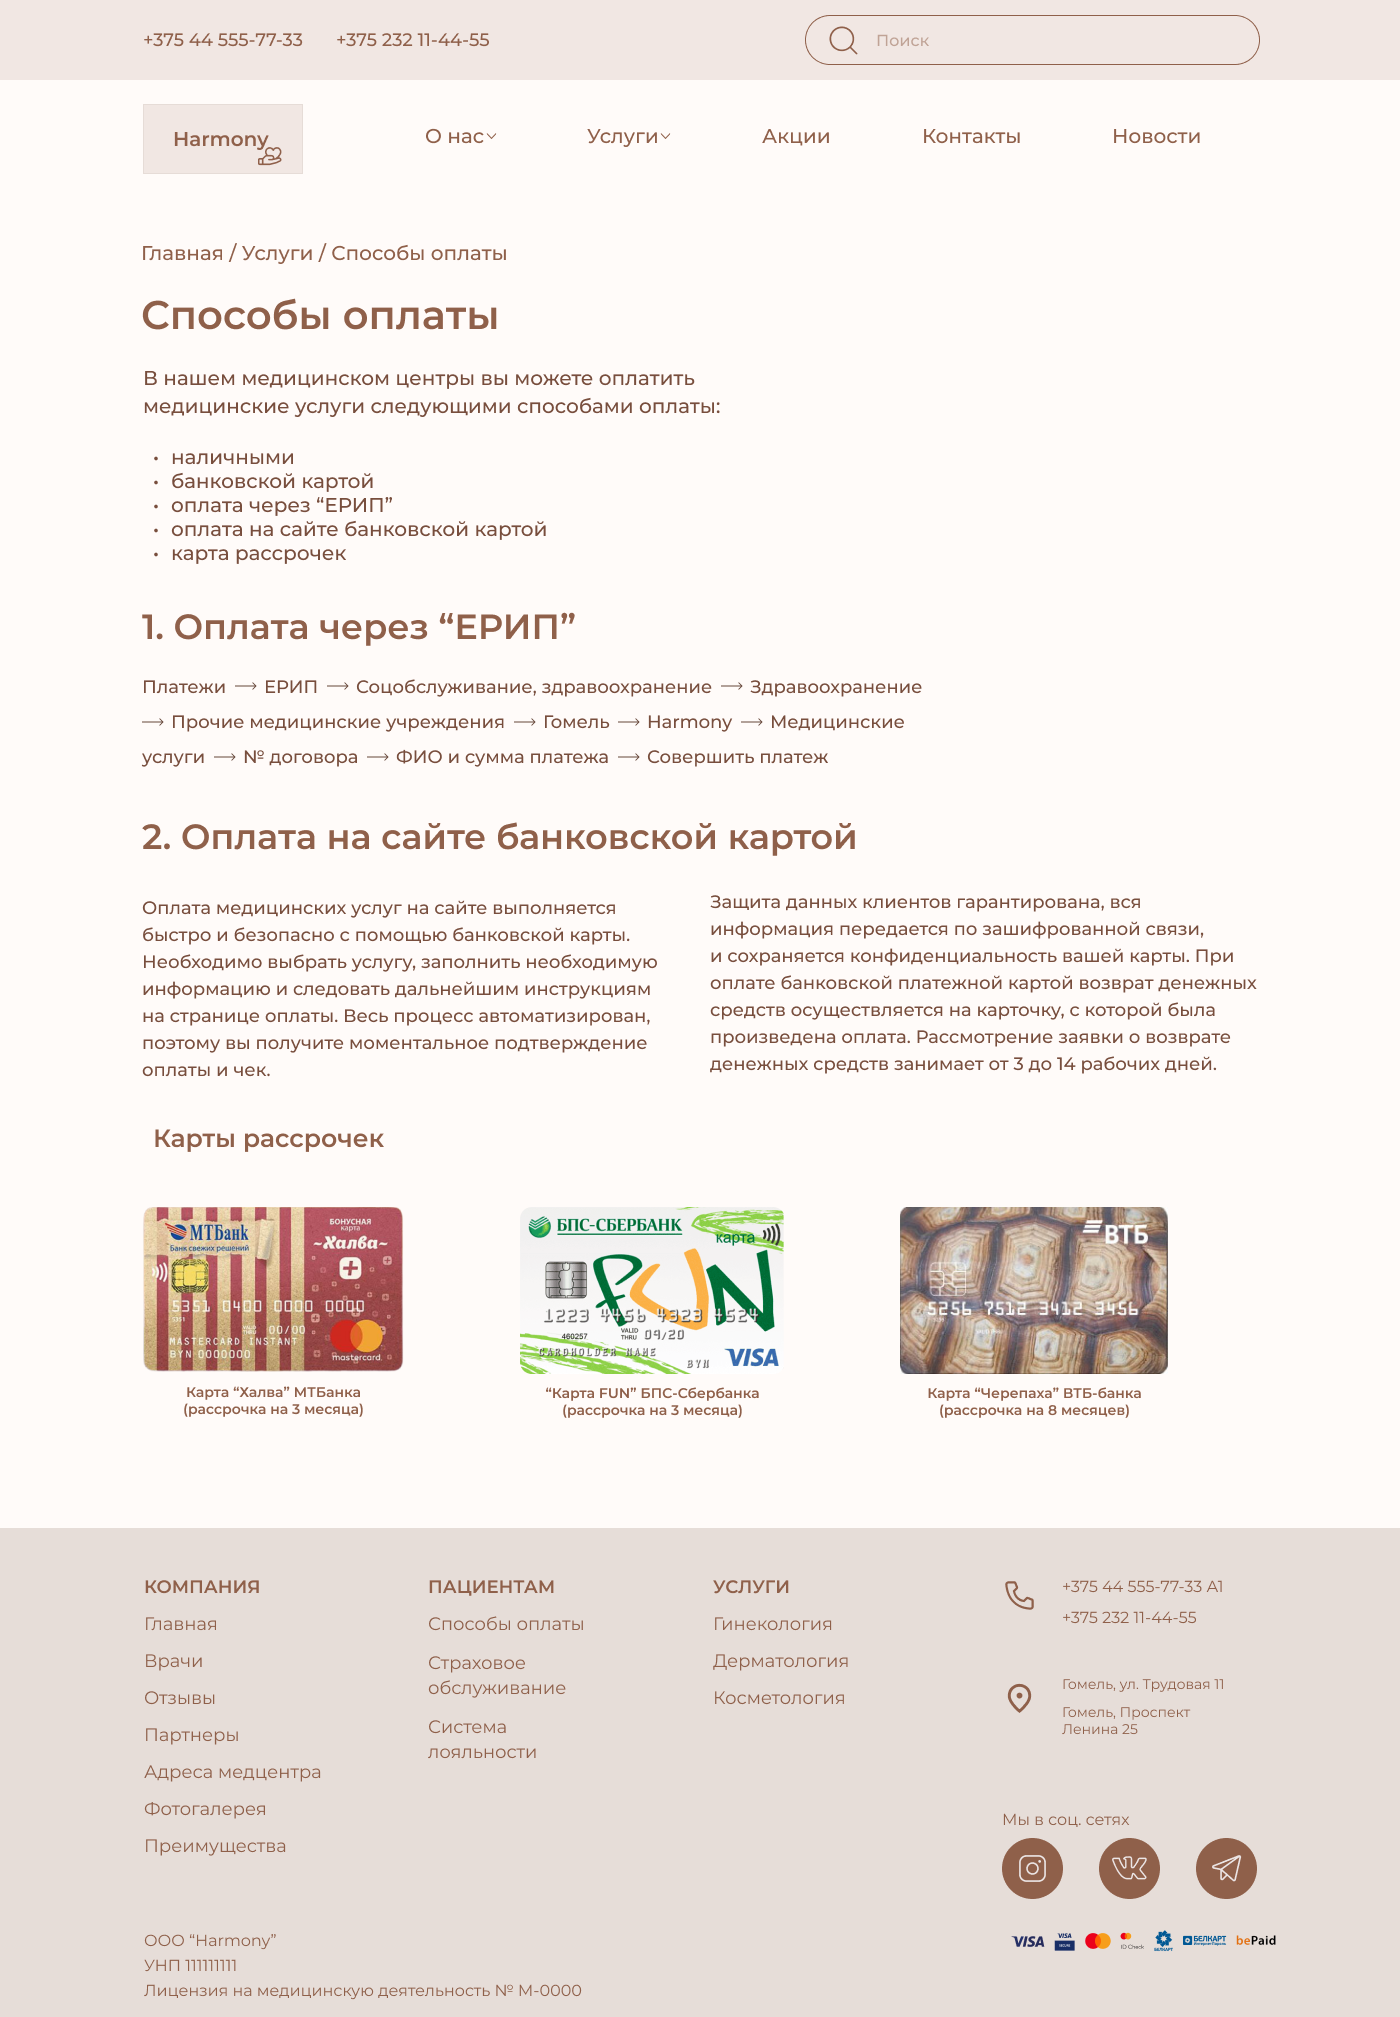 +375 44 555-77-33 +375 232 11-44-55
Поиск
Harmony
О нас Услуги Акции Контакты Новости
Главная / Услуги / Способы оплаты
Способы оплаты
В нашем медицинском центры вы можете оплатить
медицинские услуги следующими способами оплаты:
• наличными
• банковской картой
• оплата через “ЕРИП”
• оплата на сайте банковской картой
• карта рассрочек
1. Оплата через “ЕРИП”
Платежи → ЕРИП → Соцобслуживание, здравоохранение → Здравоохранение
→ Прочие медицинские учреждения → Гомель → Harmony → Медицинские
услуги → № договора → ФИО и сумма платежа → Совершить платеж
2. Оплата на сайте банковской картой
Оплата медицинских услуг на сайте выполняется
быстро и безопасно с помощью банковской карты.
Необходимо выбрать услугу, заполнить необходимую
информацию и следовать дальнейшим инструкциям
на странице оплаты. Весь процесс автоматизирован,
поэтому вы получите моментальное подтверждение
оплаты и чек.
Защита данных клиентов гарантирована, вся
информация передается по зашифрованной связи,
и сохраняется конфиденциальность вашей карты. При
оплате банковской платежной картой возврат денежных
средств осуществляется на карточку, с которой была
произведена оплата. Рассмотрение заявки о возврате
денежных средств занимает от 3 до 14 рабочих дней.
Карты рассрочек
МТБанк
Банк свежих решений
БОНУСНАЯ
карта
~Халва~
5351 0400 0000 0000
5351
VALID THRU 00/00
MASTERCARD INSTANT
BYN 0000000
mastercard
Карта “Халва” МТБанка
(рассрочка на 3 месяца)
БПС-СБЕРБАНК
карта
FUN
1223 4456 4323 4524
460257 VALID THRU 09/20
CARDHOLDER NAME
BYN
VISA
“Карта FUN” БПС-Сбербанка
(рассрочка на 3 месяца)
ВТБ
5256 7512 3412 3456
Карта “Черепаха” ВТБ-банка
(рассрочка на 8 месяцев)
КОМПАНИЯ
Главная
Врачи
Отзывы
Партнеры
Адреса медцентра
Фотогалерея
Преимущества
ПАЦИЕНТАМ
Способы оплаты
Страховое
обслуживание
Система
лояльности
УСЛУГИ
Гинекология
Дерматология
Косметология
+375 44 555-77-33 А1
+375 232 11-44-55
Гомель, ул. Трудовая 11
Гомель, Проспект
Ленина 25
Мы в соц. сетях
VISA VISA SECURE ID Check БЕЛКАРТ БЕЛКАРТ ИнтернетПароль bePaid
ООО “Harmony”
УНП 111111111
Лицензия на медицинскую деятельность № М-0000